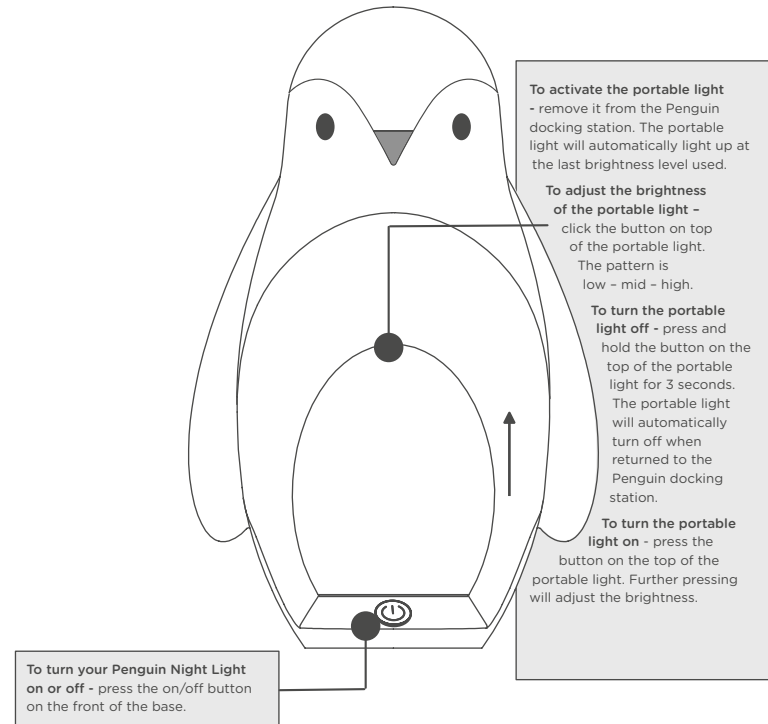 To activate the portable light
- remove it from the Penguin
docking station. The portable
light will automatically light up at
the last brightness level used.
To adjust the brightness
of the portable light –
click the button on top
of the portable light.
The pattern is
low – mid – high.
To turn the portable
light off - press and
hold the button on the
top of the portable
light for 3 seconds.
The portable light
will automatically
turn off when
returned to the
Penguin docking
station.
To turn the portable
light on - press the
button on the top of the
portable light. Further pressing
will adjust the brightness.
To turn your Penguin Night Light
on or off - press the on/off button
on the front of the base.